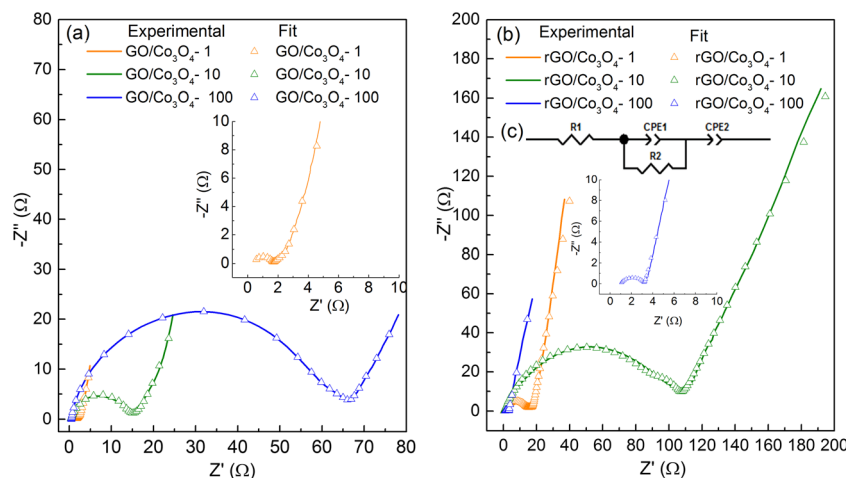 (a) Experimental Fit
GO/Co₃O₄- 1 GO/Co₃O₄- 1
GO/Co₃O₄- 10 GO/Co₃O₄- 10
GO/Co₃O₄- 100 GO/Co₃O₄- 100
80
70
60
50
40
30
20
10
0
-Z'' (Ω)
0 10 20 30 40 50 60 70 80
Z' (Ω)
10
8
6
4
2
0
-Z'' (Ω)
0 2 4 6 8 10
Z' (Ω)
(b) Experimental Fit
rGO/Co₃O₄- 1 rGO/Co₃O₄- 1
rGO/Co₃O₄- 10 rGO/Co₃O₄- 10
rGO/Co₃O₄- 100 rGO/Co₃O₄- 100
(c)
R1 CPE1 CPE2
R2
200
180
160
140
120
100
80
60
40
20
0
-Z'' (Ω)
0 20 40 60 80 100 120 140 160 180 200
Z' (Ω)
10
8
6
4
2
0
-Z'' (Ω)
0 2 4 6 8 10
Z' (Ω)